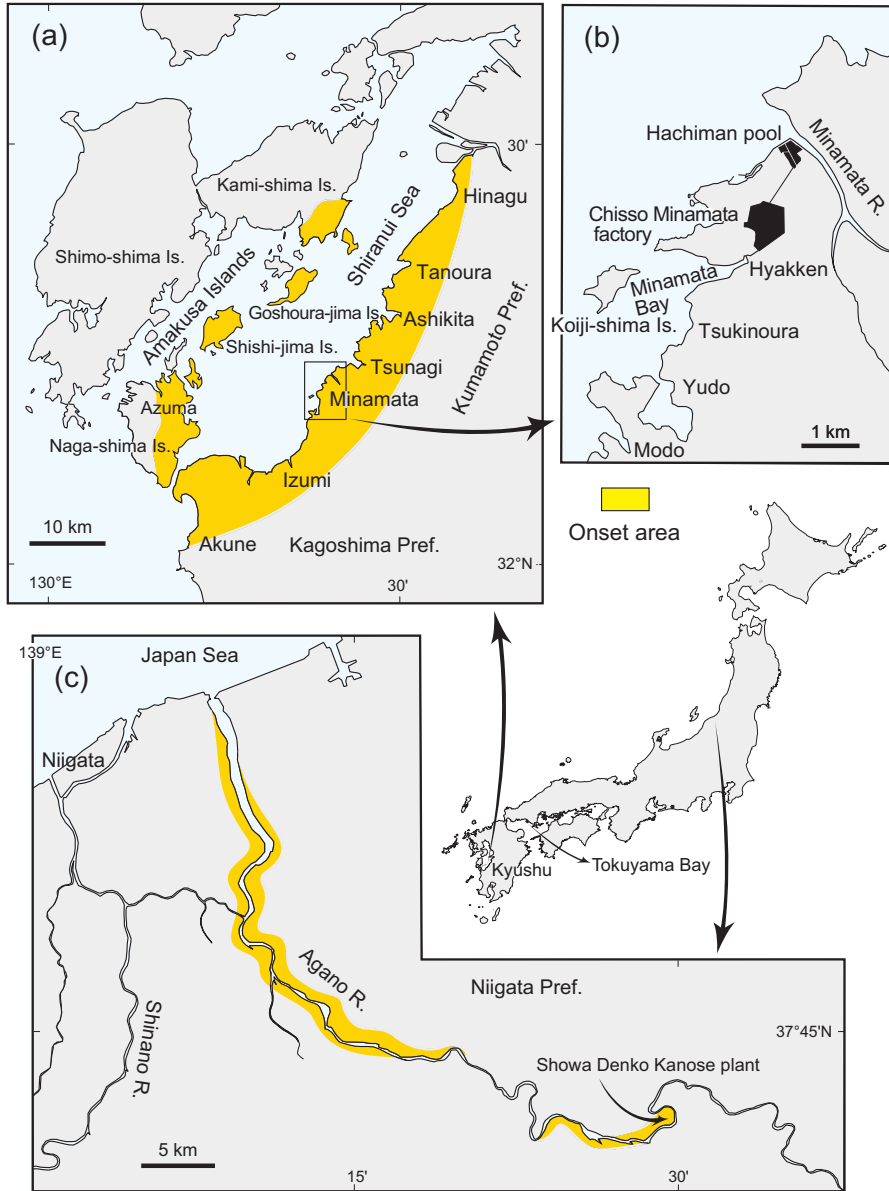 (a)
30'
Kami-shima Is.
Hinagu
Shiranui Sea
Shimo-shima Is.
Tanoura
Amakusa Islands
Goshoura-jima Is.
Ashikita
Shishi-jima Is.
Kumamoto Pref.
Tsunagi
Minamata
Azuma
Naga-shima Is.
Izumi
10 km
Akune
Kagoshima Pref.
32°N
130°E
30'
(b)
Hachiman pool
Minamata R.
Chisso Minamata
factory
Hyakken
Minamata
Bay
Koiji-shima Is.
Tsukinoura
Yudo
Modo
1 km
Onset area
Kyushu
Tokuyama Bay
139°E
Japan Sea
(c)
Niigata
Agano R.
Niigata Pref.
Shinano R.
37°45'N
Showa Denko Kanose plant
5 km
15'
30'